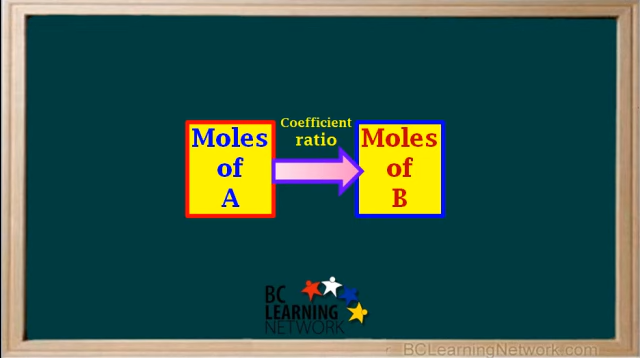 Coefficient
ratio
Moles
of
A
Moles
of
B
BC
LEARNING
NETWORK
BCLearningNetwork.com